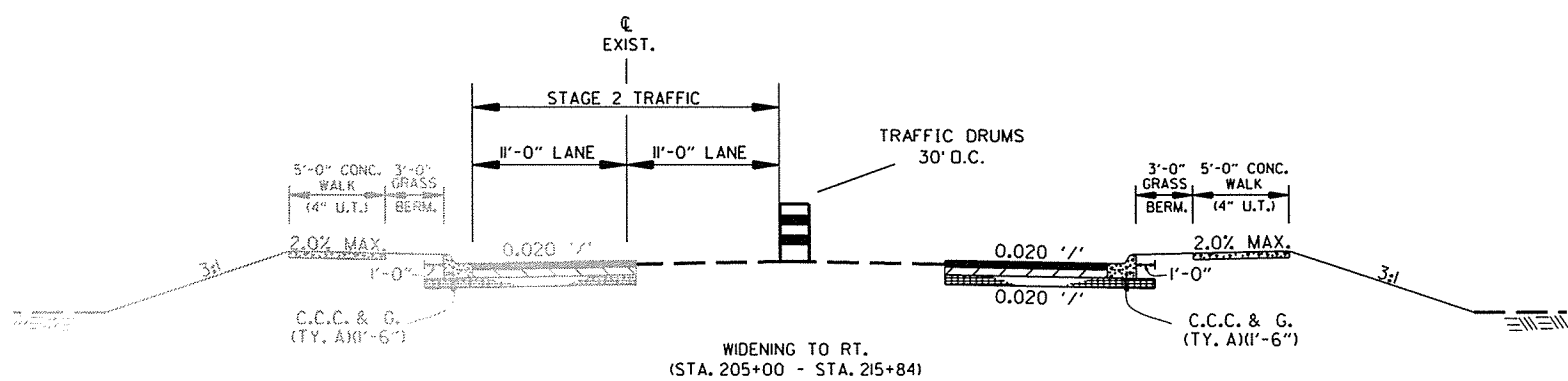 ℄
EXIST.
STAGE 2 TRAFFIC
11'-0" LANE
11'-0" LANE
TRAFFIC DRUMS
30' O.C.
5'-0" CONC.
WALK
(4" U.T.)
3'-0"
GRASS
BERM.
3'-0"
GRASS
BERM.
5'-0" CONC.
WALK
(4" U.T.)
2.0% MAX.
0.020 '/'
2.0% MAX.
3:1
1'-0"
1'-0"
3:1
0.020 '/'
C.C.C. & G.
(TY. A)(1'-6")
C.C.C. & G.
(TY. A)(1'-6")
WIDENING TO RT.
(STA. 205+00 - STA. 215+84)